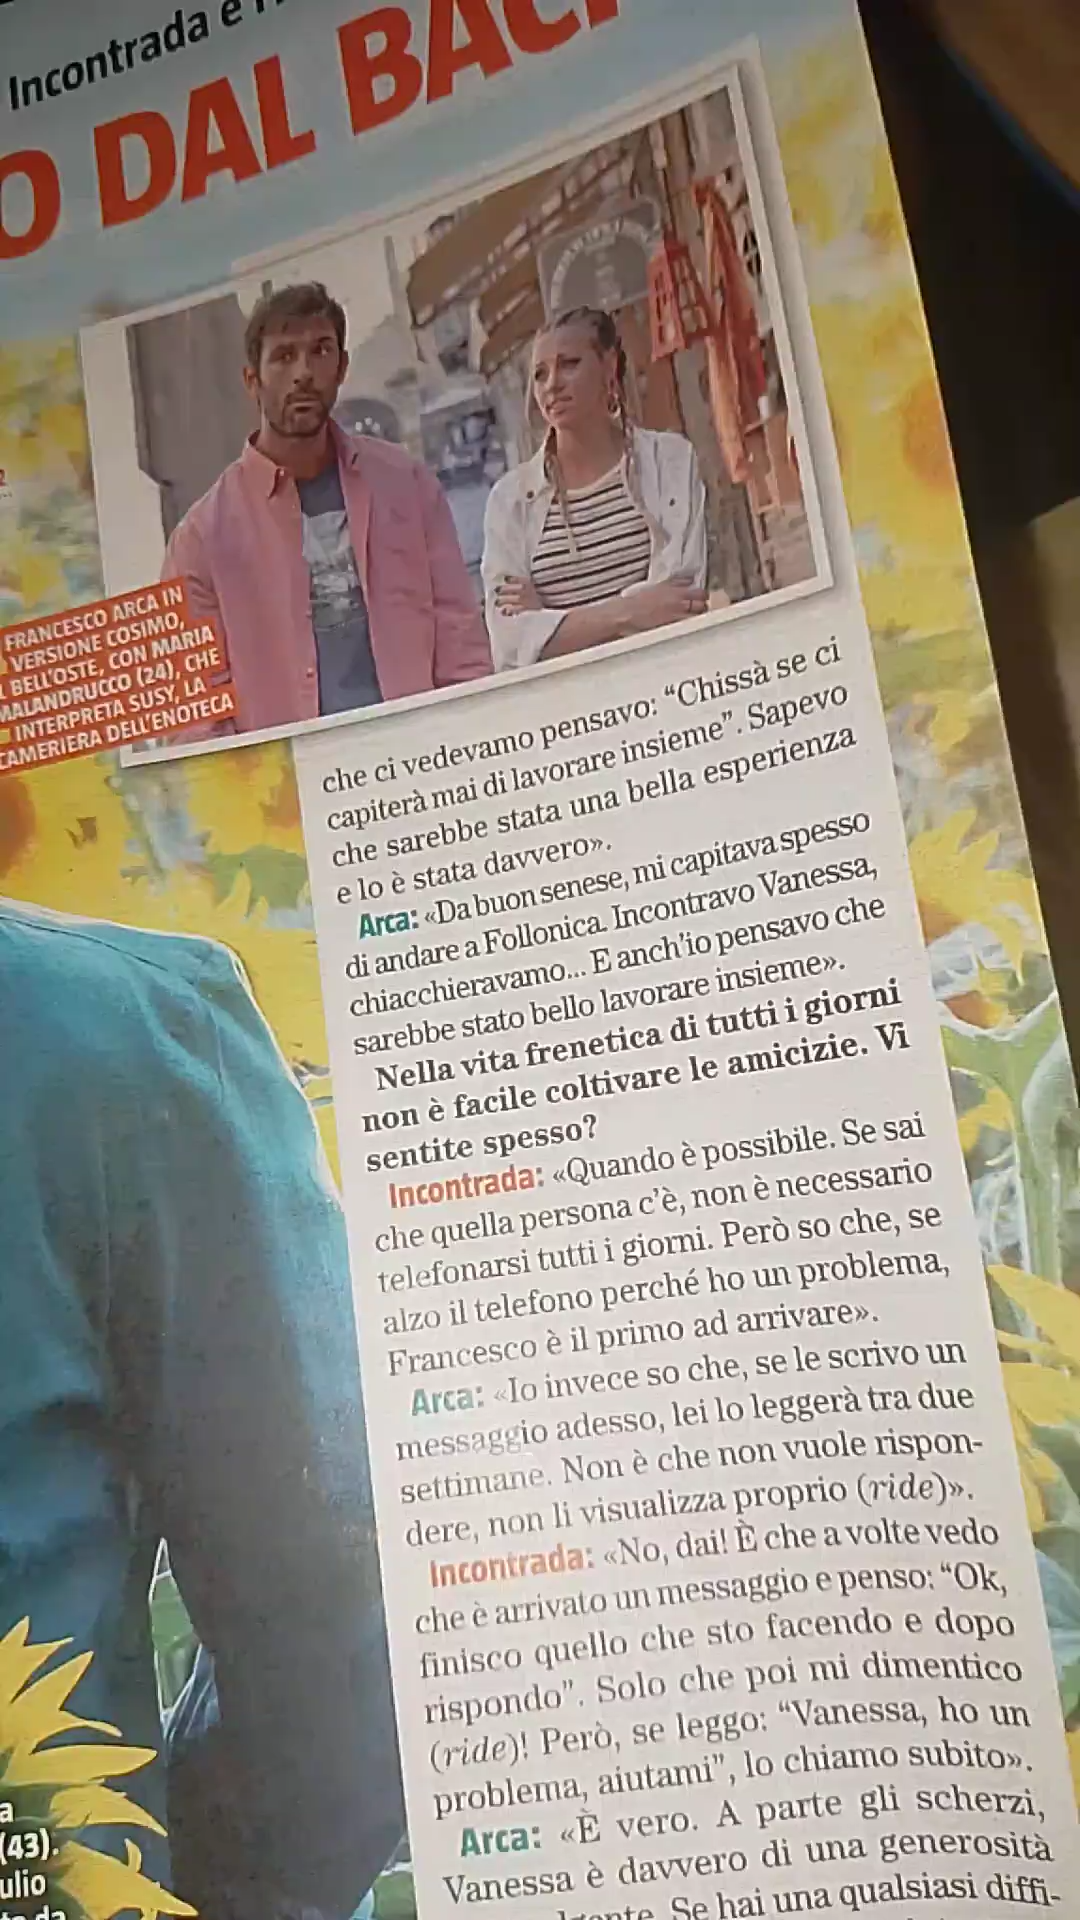 Incontrada e
O DAL BAC
FRANCESCO ARCA IN
VERSIONE COSIMO,
BELL'OSTE, CON MARIA
MALANDRUCCO (24), CHE
INTERPRETA SUSY, LA
CAMERIERA DELL'ENOTECA
che ci vedevamo pensavo: “Chissà se ci
capiterà mai di lavorare insieme”. Sapevo
che sarebbe stata una bella esperienza
e lo è stata davvero».
Arca: «Da buon senese, mi capitava spesso
di andare a Follonica. Incontravo Vanessa,
chiacchieravamo... E anch'io pensavo che
sarebbe stato bello lavorare insieme».
Nella vita frenetica di tutti i giorni
non è facile coltivare le amicizie. Vi
sentite spesso?
Incontrada: «Quando è possibile. Se sai
che quella persona c'è, non è necessario
telefonarsi tutti i giorni. Però so che, se
alzo il telefono perché ho un problema,
Francesco è il primo ad arrivare».
Arca: «Io invece so che, se le scrivo un
messaggio adesso, lei lo leggerà tra due
settimane. Non è che non vuole rispon-
dere, non li visualizza proprio (ride)».
Incontrada: «No, dai! È che a volte vedo
che è arrivato un messaggio e penso: “Ok,
finisco quello che sto facendo e dopo
rispondo”. Solo che poi mi dimentico
(ride)! Però, se leggo: “Vanessa, ho un
problema, aiutami”, lo chiamo subito».
Arca: «È vero. A parte gli scherzi,
Vanessa è davvero di una generosità
Se hai una qualsiasi diffi-
a
(43).
ulio